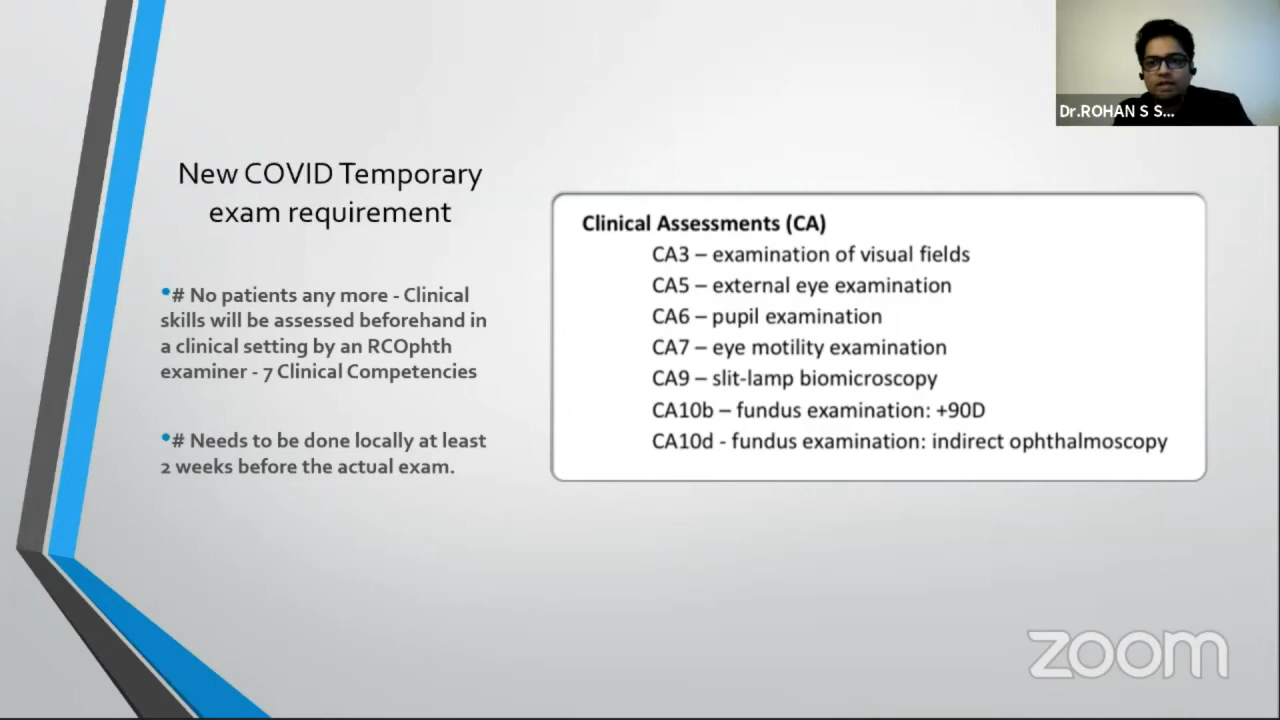 Dr.ROHAN S S...
New COVID Temporary
exam requirement
•# No patients any more - Clinical
skills will be assessed beforehand in
a clinical setting by an RCOphth
examiner - 7 Clinical Competencies
•# Needs to be done locally at least
2 weeks before the actual exam.
Clinical Assessments (CA)
CA3 – examination of visual fields
CA5 – external eye examination
CA6 – pupil examination
CA7 – eye motility examination
CA9 – slit-lamp biomicroscopy
CA10b – fundus examination: +90D
CA10d - fundus examination: indirect ophthalmoscopy
zoom